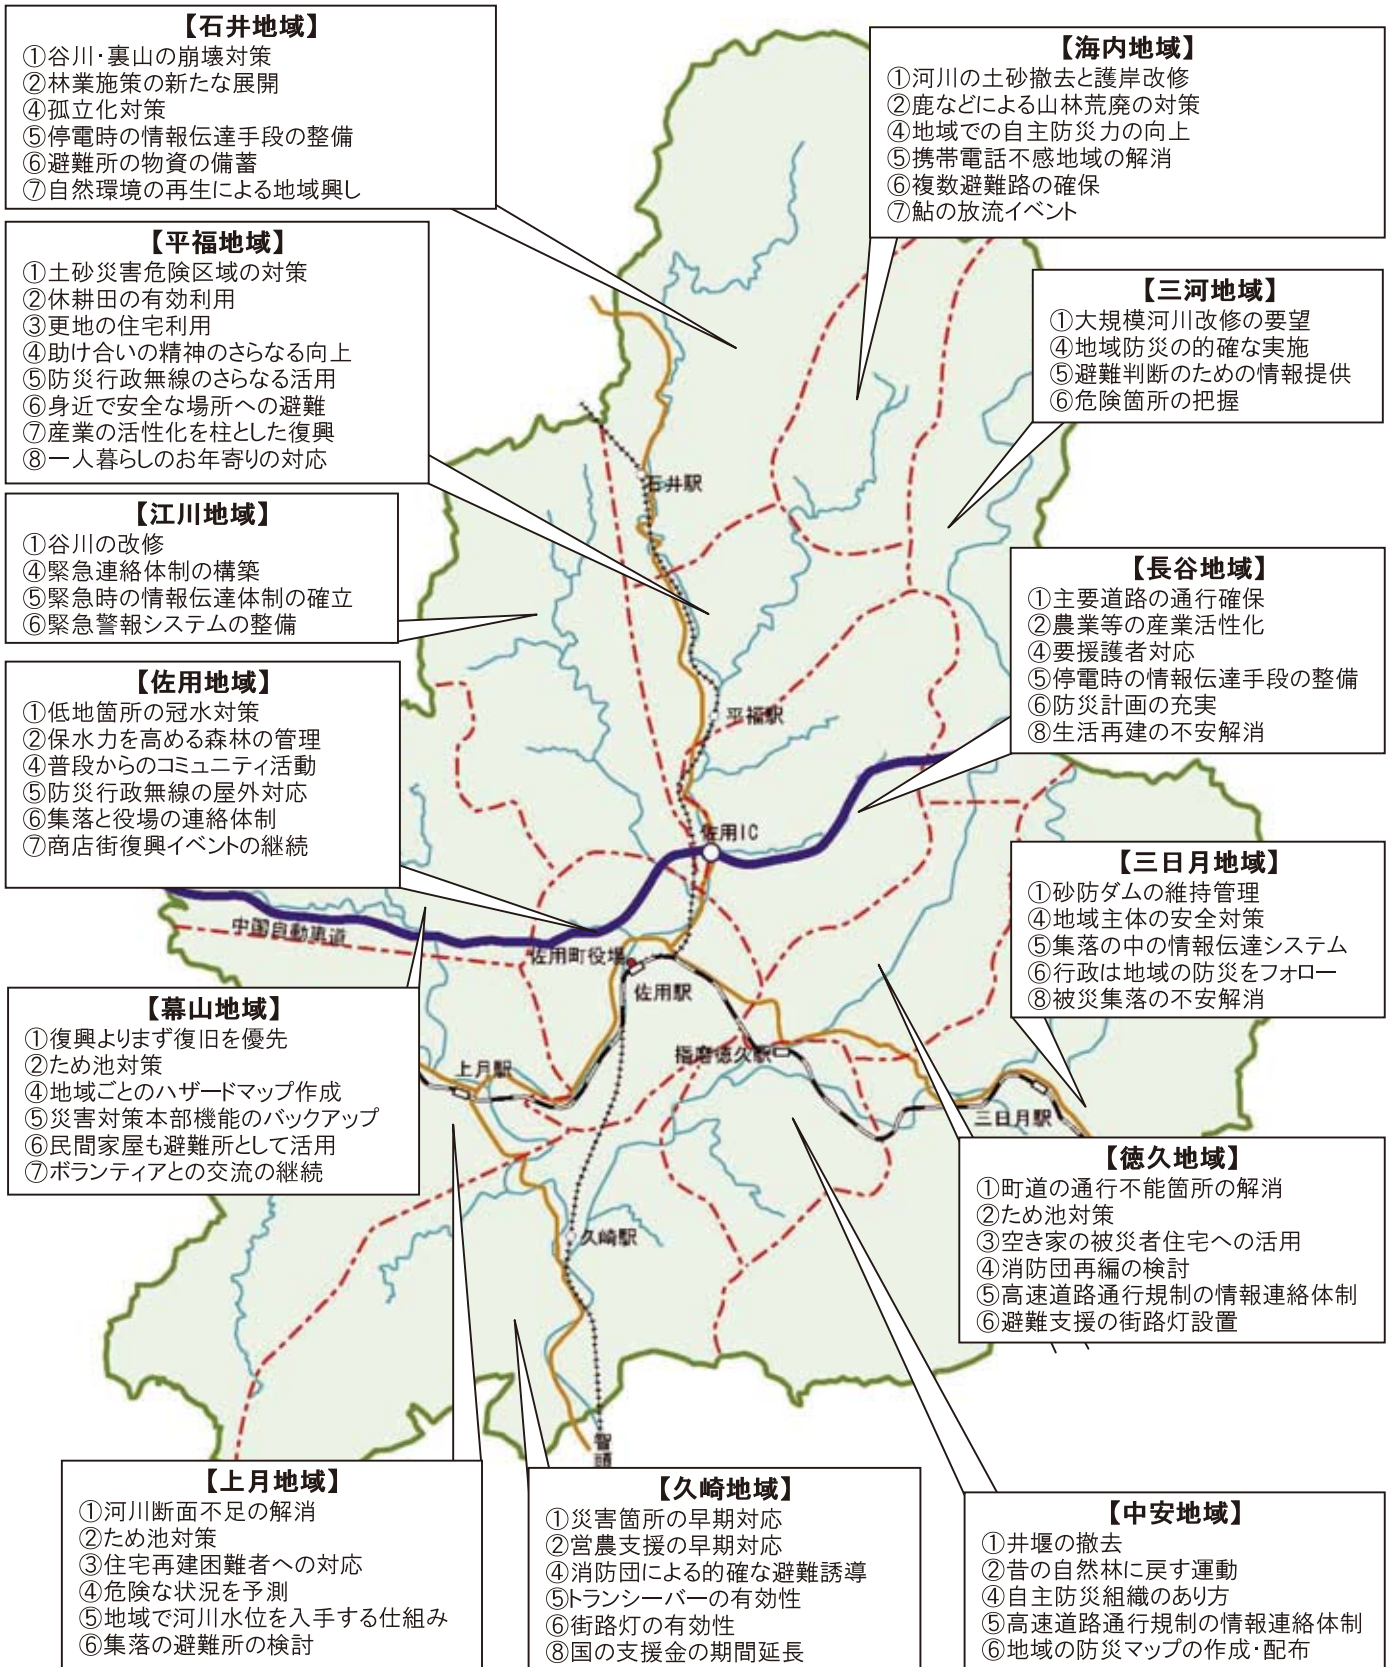 【石井地域】
①谷川・裏山の崩壊対策
②林業施策の新たな展開
④孤立化対策
⑤停電時の情報伝達手段の整備
⑥避難所の物資の備蓄
⑦自然環境の再生による地域興し
【海内地域】
①河川の土砂撤去と護岸改修
②鹿などによる山林荒廃の対策
④地域での自主防災力の向上
⑤携帯電話不感地域の解消
⑥複数避難路の確保
⑦鮎の放流イベント
【平福地域】
①土砂災害危険区域の対策
②休耕田の有効利用
③更地の住宅利用
④助け合いの精神のさらなる向上
⑤防災行政無線のさらなる活用
⑥身近で安全な場所への避難
⑦産業の活性化を柱とした復興
⑧一人暮らしのお年寄りの対応
【三河地域】
①大規模河川改修の要望
④地域防災の的確な実施
⑤避難判断のための情報提供
⑥危険箇所の把握
石井駅
【江川地域】
①谷川の改修
④緊急連絡体制の構築
⑤緊急時の情報伝達体制の確立
⑥緊急警報システムの整備
【長谷地域】
①主要道路の通行確保
②農業等の産業活性化
④要援護者対応
⑤停電時の情報伝達手段の整備
⑥防災計画の充実
⑧生活再建の不安解消
【佐用地域】
①低地箇所の冠水対策
②保水力を高める森林の管理
④普段からのコミュニティ活動
⑤防災行政無線の屋外対応
⑥集落と役場の連絡体制
⑦商店街復興イベントの継続
平福駅
佐用IC
【三日月地域】
①砂防ダムの維持管理
④地域主体の安全対策
⑤集落の中の情報伝達システム
⑥行政は地域の防災をフォロー
⑧被災集落の不安解消
中国自動車道
佐用町役場
佐用駅
【幕山地域】
①復興よりまず復旧を優先
②ため池対策
④地域ごとのハザードマップ作成
⑤災害対策本部機能のバックアップ
⑥民間家屋も避難所として活用
⑦ボランティアとの交流の継続
上月駅
播磨徳久駅
三日月駅
久崎駅
【徳久地域】
①町道の通行不能箇所の解消
②ため池対策
③空き家の被災者住宅への活用
④消防団再編の検討
⑤高速道路通行規制の情報連絡体制
⑥避難支援の街路灯設置
智頭
【上月地域】
①河川断面不足の解消
②ため池対策
③住宅再建困難者への対応
④危険な状況を予測
⑤地域で河川水位を入手する仕組み
⑥集落の避難所の検討
【久崎地域】
①災害箇所の早期対応
②営農支援の早期対応
④消防団による的確な避難誘導
⑤トランシーバーの有効性
⑥街路灯の有効性
⑧国の支援金の期間延長
【中安地域】
①井堰の撤去
②昔の自然林に戻す運動
④自主防災組織のあり方
⑤高速道路通行規制の情報連絡体制
⑥地域の防災マップの作成・配布